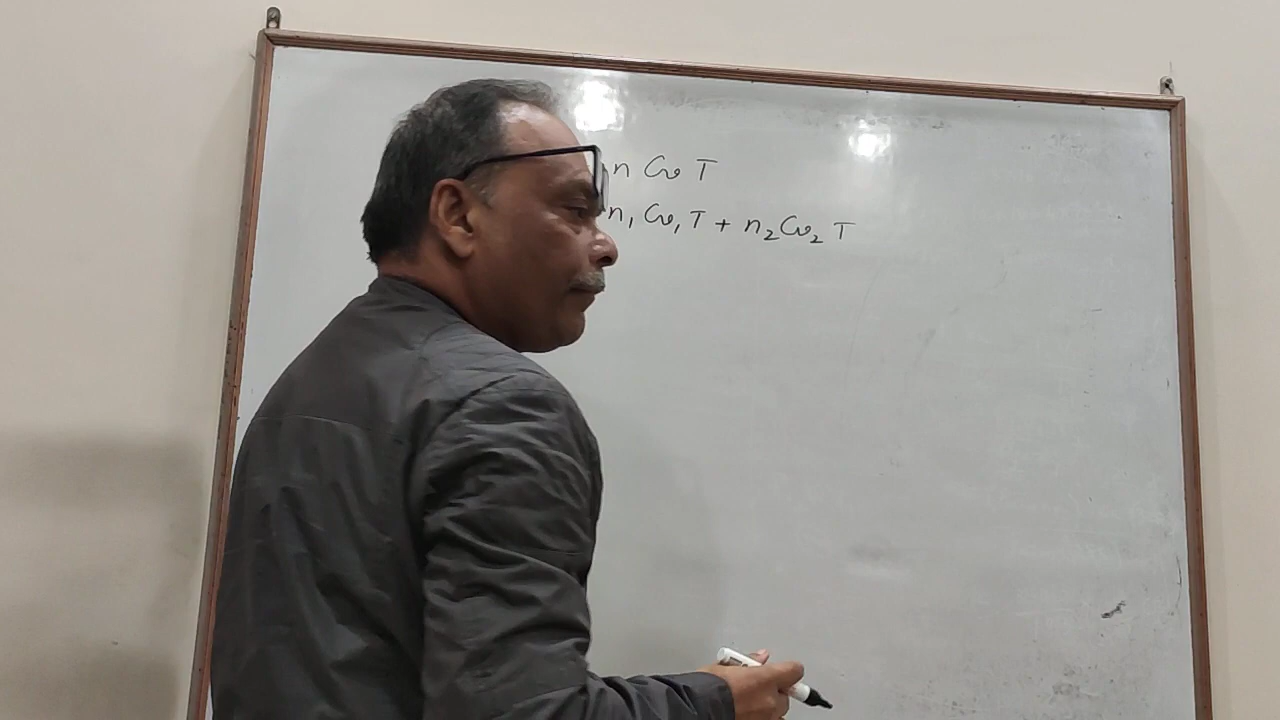 n Cv T
n₁ Cv₁ T + n₂ Cv₂ T